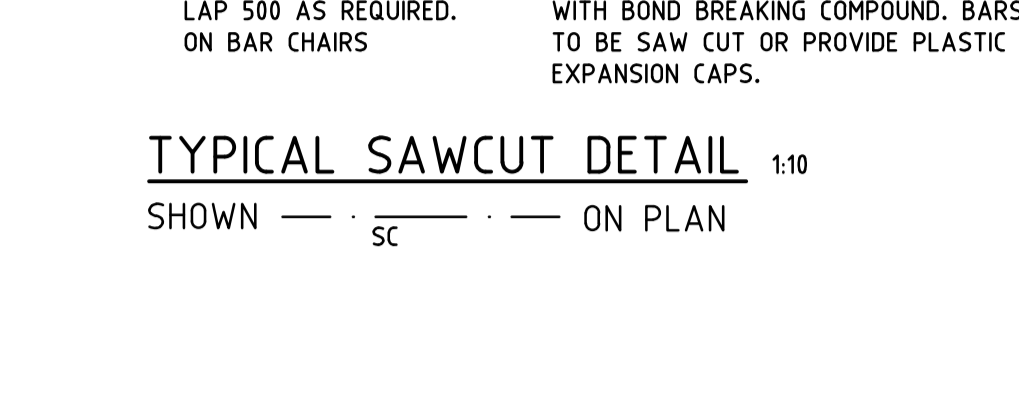 LAP 500 AS REQUIRED.
ON BAR CHAIRS
WITH BOND BREAKING COMPOUND. BARS
TO BE SAW CUT OR PROVIDE PLASTIC
EXPANSION CAPS.
TYPICAL SAWCUT DETAIL 1:10
SHOWN ON PLAN
SC